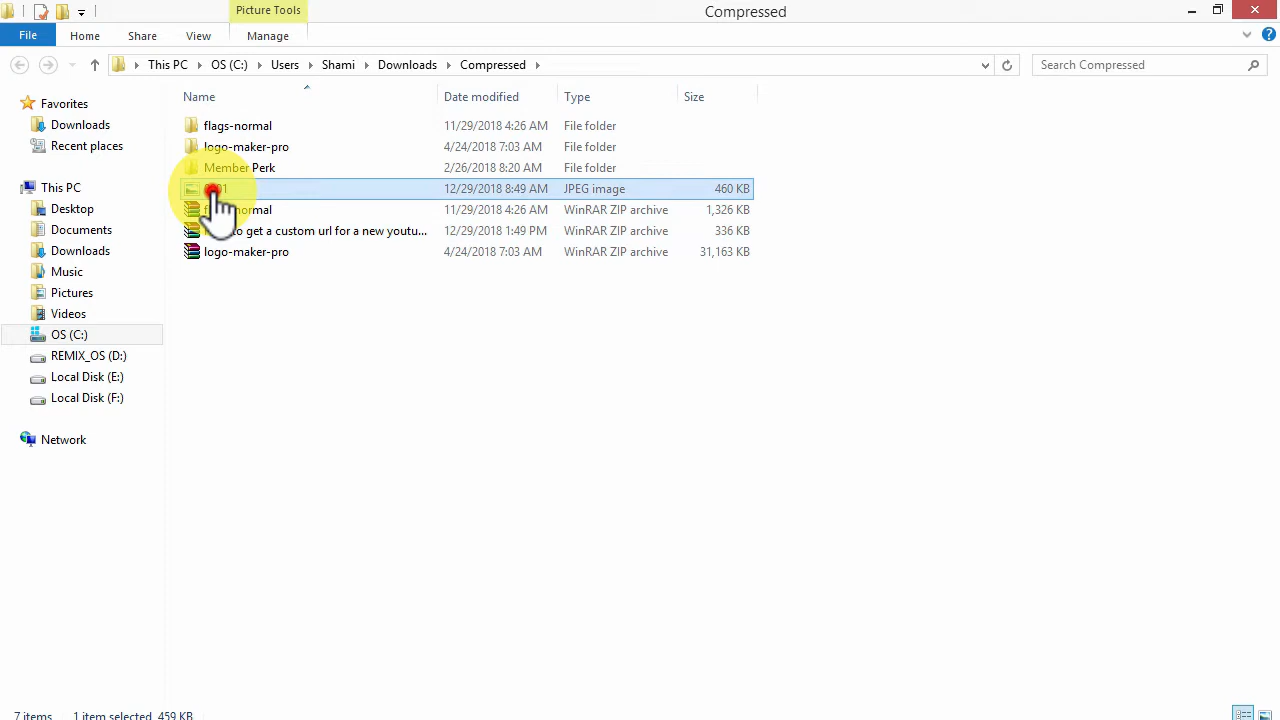 Picture Tools
Compressed
File Home Share View Manage
This PC OS (C:) Users Shami Downloads Compressed
Search Compressed
Name Date modified Type Size
Favorites
Downloads
Recent places
This PC
Desktop
Documents
Downloads
Music
Pictures
Videos
OS (C:)
REMIX_OS (D:)
Local Disk (E:)
Local Disk (F:)
Network
flags-normal 11/29/2018 4:26 AM File folder
logo-maker-pro 4/24/2018 7:03 AM File folder
Member Perk 2/26/2018 8:20 AM File folder
12/29/2018 8:49 AM JPEG image 460 KB
11/29/2018 4:26 AM WinRAR ZIP archive 1,326 KB
to get a custom url for a new youtu... 12/29/2018 1:49 PM WinRAR ZIP archive 336 KB
logo-maker-pro 4/24/2018 7:03 AM WinRAR ZIP archive 31,163 KB
7 items 1 item selected 459 KB